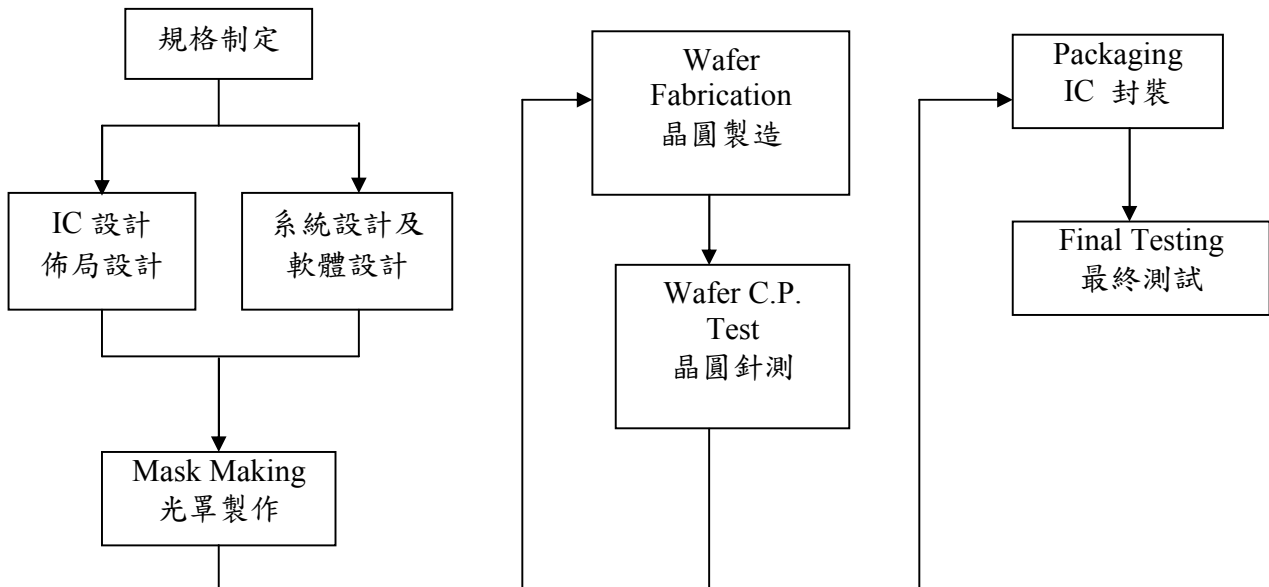 規格制定
IC 設計
佈局設計
系統設計及
軟體設計
Mask Making
光罩製作
Wafer
Fabrication
晶圓製造
Wafer C.P.
Test
晶圓針測
Packaging
IC 封裝
Final Testing
最終測試